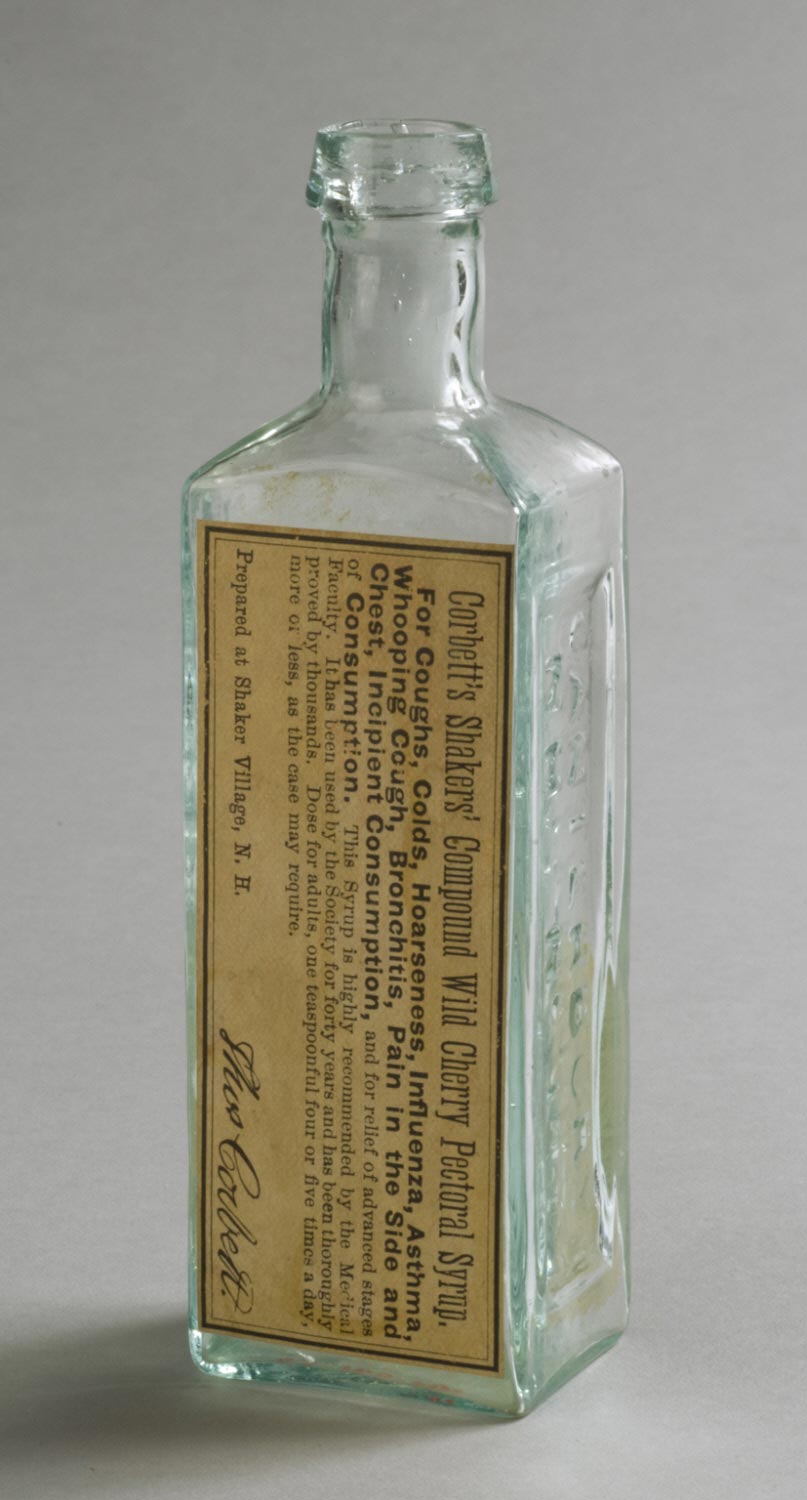 Corbett's Shakers' Compound Wild Cherry Pectoral Syrup.
For Coughs, Colds, Hoarseness, Influenza, Asthma,
Whooping Cough, Bronchitis, Pain in the Side and
Chest, Incipient Consumption, and for relief of advanced stages
of Consumption. This Syrup is highly recommended by the Medical
Faculty. It has been used by the Society for forty years and has been thoroughly
proved by thousands. Dose for adults, one teaspoonful four or five times a day,
more or less, as the case may require.
Prepared at Shaker Village, N. H. Thos Corbett.